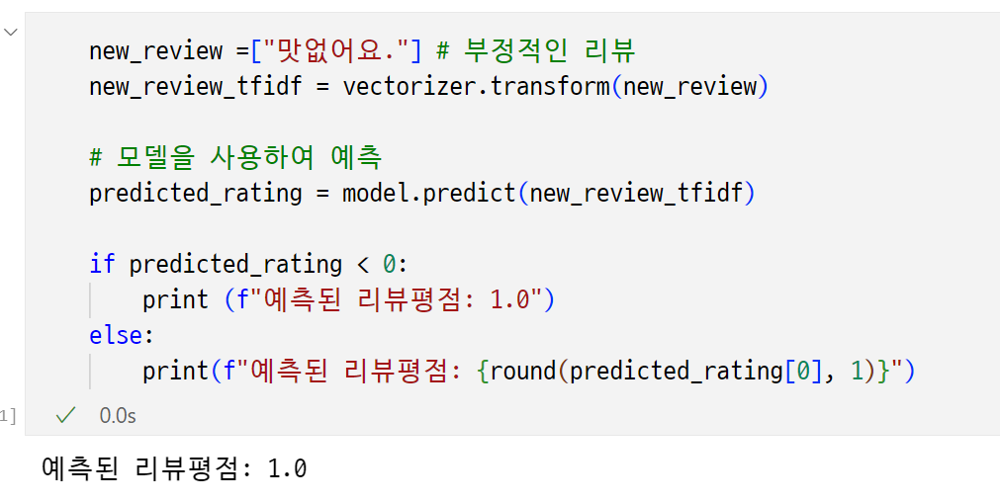 new_review =["맛없어요."] # 부정적인 리뷰
new_review_tfidf = vectorizer.transform(new_review)
# 모델을 사용하여 예측
predicted_rating = model.predict(new_review_tfidf)
if predicted_rating < 0:
    print (f"예측된 리뷰평점: 1.0")
else:
    print(f"예측된 리뷰평점: {round(predicted_rating[0], 1)}")
1] ✓ 0.0s
예측된 리뷰평점: 1.0